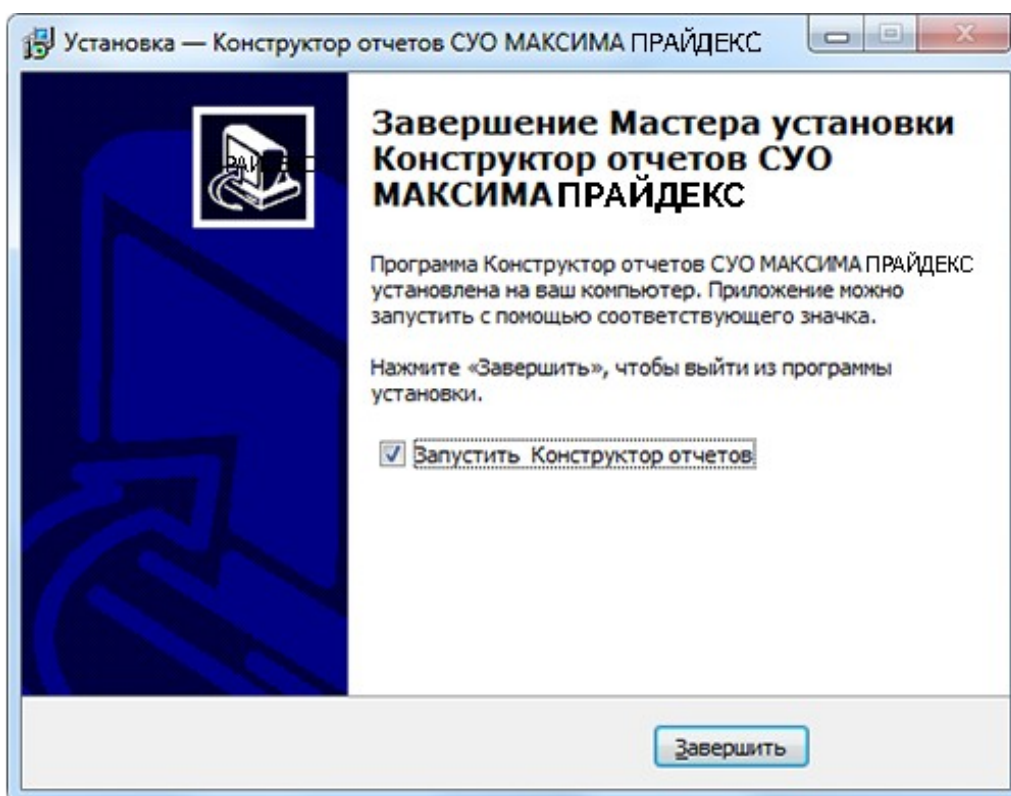 Установка — Конструктор отчетов СУО МАКСИМА ПРАЙДЕКС
Завершение Мастера установки
Конструктор отчетов СУО
МАКСИМА ПРАЙДЕКС
Программа Конструктор отчетов СУО МАКСИМА ПРАЙДЕКС
установлена на ваш компьютер. Приложение можно
запустить с помощью соответствующего значка.
Нажмите «Завершить», чтобы выйти из программы
установки.
Запустить Конструктор отчетов
Завершить